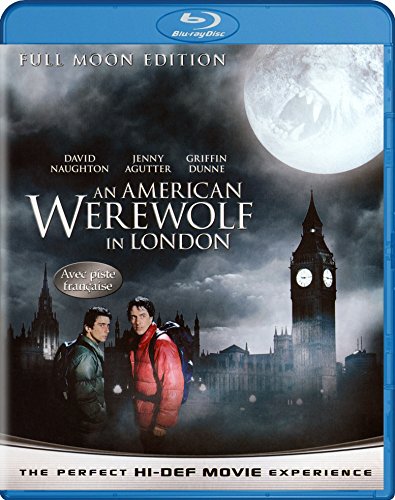 Blu-ray Disc
FULL MOON EDITION
DAVID NAUGHTON
JENNY AGUTTER
GRIFFIN DUNNE
AN AMERICAN
WEREWOLF
IN LONDON
Avec piste
française
THE PERFECT HI-DEF MOVIE EXPERIENCE